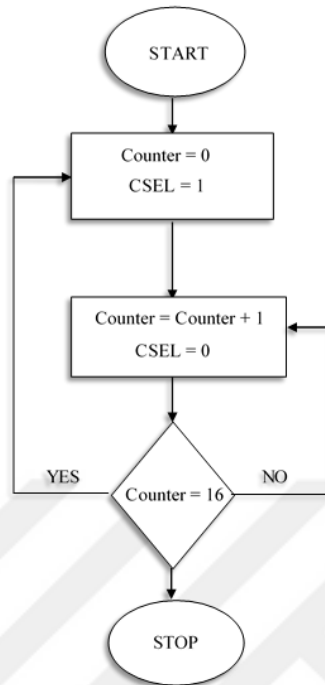 START
Counter = 0
CSEL = 1
Counter = Counter + 1
CSEL = 0
YES
NO
Counter = 16
STOP